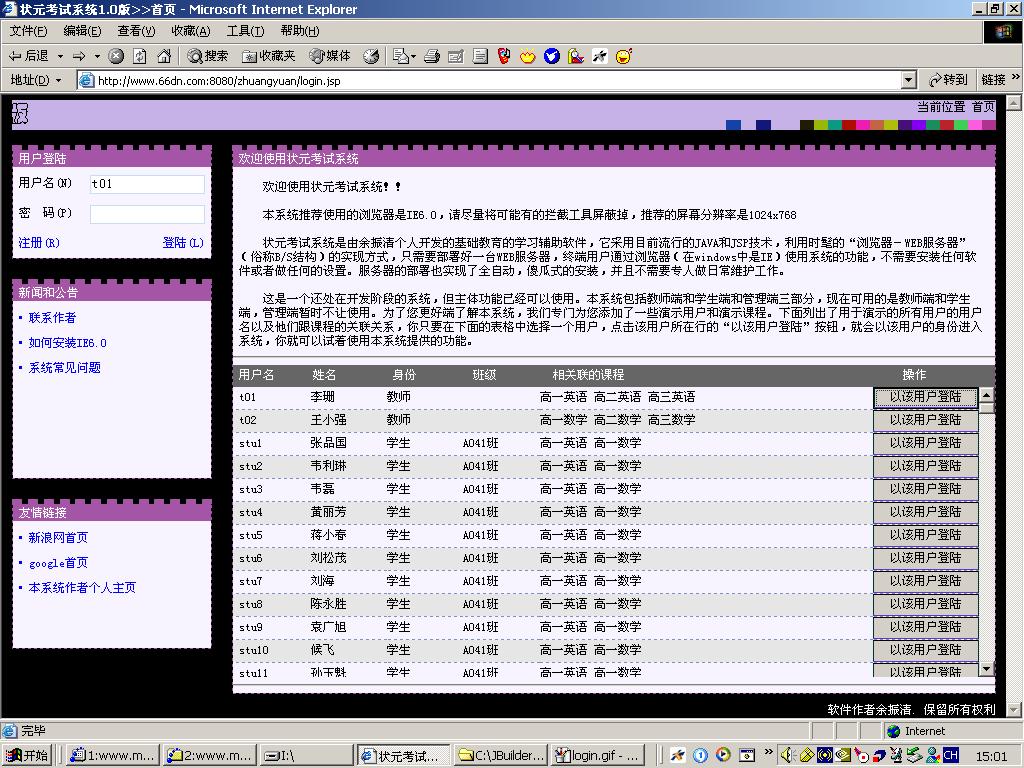 状元考试系统1.0版>>首页 - Microsoft Internet Explorer
文件(F) 编辑(E) 查看(V) 收藏(A) 工具(T) 帮助(H)
后退 搜索 收藏夹 媒体
地址(D) http://www.66dn.com:8080/zhuangyuan/login.jsp 转到 链接 »
当前位置 首页
用户登陆
用户名(N) t01
密 码(P)
注册(R) 登陆(L)
新闻和公告
联系作者
如何安装IE6.0
系统常见问题
友情链接
新浪网首页
google首页
本系统作者个人主页
欢迎使用状元考试系统
欢迎使用状元考试系统！！
本系统推荐使用的浏览器是IE6.0，请尽量将可能有的拦截工具屏蔽掉，推荐的屏幕分辨率是1024x768
状元考试系统是由余振清个人开发的基础教育的学习辅助软件，它采用目前流行的JAVA和JSP技术，利用时髦的“浏览器－WEB服务器”
（俗称B/S结构）的实现方式，只需要部署好一台WEB服务器，终端用户通过浏览器（在windows中是IE）使用系统的功能，不需要安装任何软
件或者做任何的设置。服务器的部署也实现了全自动，傻瓜式的安装，并且不需要专人做日常维护工作。
这是一个还处在开发阶段的系统，但主体功能已经可以使用。本系统包括教师端和学生端和管理端三部分，现在可用的是教师端和学生
端，管理端暂时不让使用。为了您更好端了解本系统，我们专门为您添加了一些演示用户和演示课程。下面列出了用于演示的所有用户的用户
名以及他们跟课程的关联关系，你只要在下面的表格中选择一个用户，点击该用户所在行的“以该用户登陆”按钮，就会以该用户的身份进入
系统，你就可以试着使用本系统提供的功能。
用户名 姓名 身份 班级 相关联的课程 操作
t01 李珊 教师 高一英语 高二英语 高三英语 以该用户登陆
t02 王小强 教师 高一数学 高二数学 高三数学 以该用户登陆
stu1 张品国 学生 A041班 高一英语 高一数学 以该用户登陆
stu2 韦利琳 学生 A041班 高一英语 高一数学 以该用户登陆
stu3 韦磊 学生 A041班 高一英语 高一数学 以该用户登陆
stu4 黄丽芳 学生 A041班 高一英语 高一数学 以该用户登陆
stu5 蒋小春 学生 A041班 高一英语 高一数学 以该用户登陆
stu6 刘松茂 学生 A041班 高一英语 高一数学 以该用户登陆
stu7 刘海 学生 A041班 高一英语 高一数学 以该用户登陆
stu8 陈永胜 学生 A041班 高一英语 高一数学 以该用户登陆
stu9 袁广旭 学生 A041班 高一英语 高一数学 以该用户登陆
stu10 候飞 学生 A041班 高一英语 高一数学 以该用户登陆
stu11 孙玉魁 学生 A041班 高一英语 高一数学 以该用户登陆
软件作者余振清. 保留所有权利
完毕 Internet
开始 1:www.m... 2:www.m... I:\ 状元考试... C:\JBuilder... login.gif - ... » CH 15:01